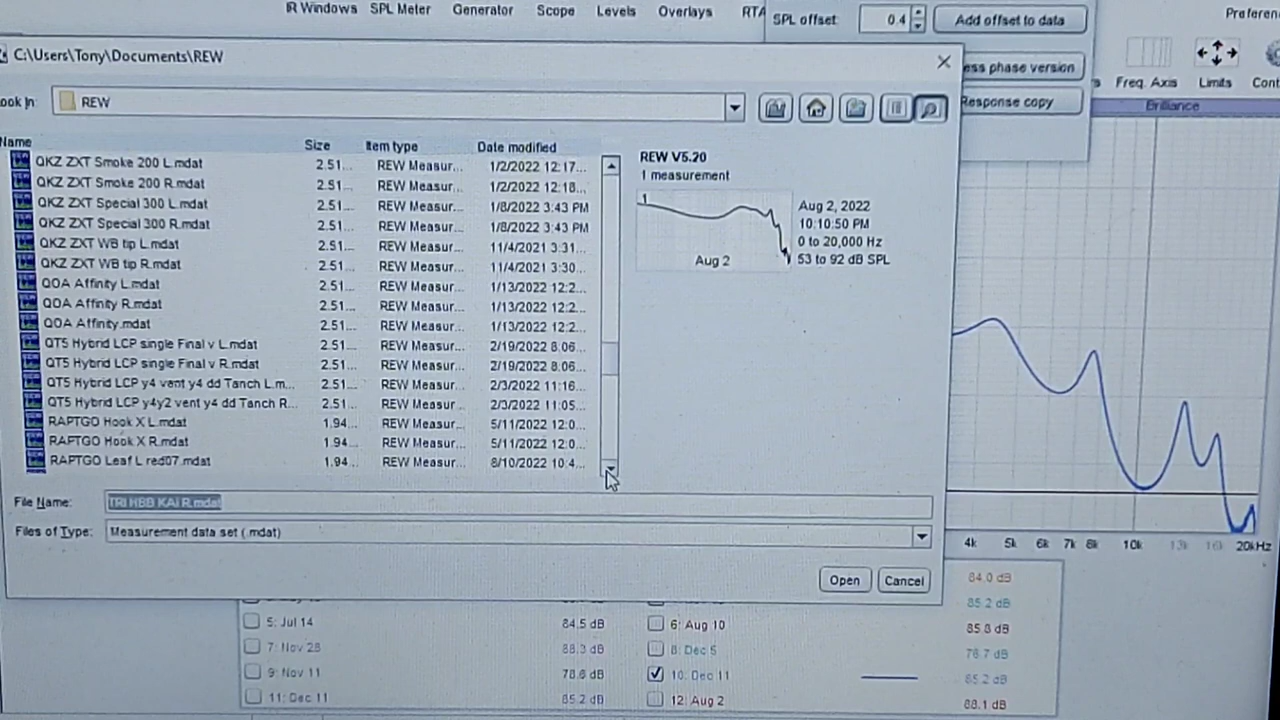 IR Windows SPL Meter Generator Scope Levels Overlays RTA
SPL offset: 0.4 Add offset to data
Preferen
C:\Users\Tony\Documents\REW
ess phase version
Freq. Axis Limits Cont
ook In: REW
Response copy
Brilliance
Name Size Item type Date modified
QKZ ZXT Smoke 200 L.mdat 2.51... REW Measur... 1/2/2022 12:17...
QKZ ZXT Smoke 200 R.mdat 2.51... REW Measur... 1/2/2022 12:18...
QKZ ZXT Special 300 L.mdat 2.51... REW Measur... 1/8/2022 3:43 PM
QKZ ZXT Special 300 R.mdat 2.51... REW Measur... 1/8/2022 3:43 PM
QKZ ZXT WB tip L.mdat 2.51... REW Measur... 11/4/2021 3:31...
QKZ ZXT WB tip R.mdat 2.51... REW Measur... 11/4/2021 3:30...
QOA Affinity L.mdat 2.51... REW Measur... 1/13/2022 12:2...
QOA Affinity R.mdat 2.51... REW Measur... 1/13/2022 12:2...
QOA Affinity.mdat 2.51... REW Measur... 1/13/2022 12:2...
QT5 Hybrid LCP single Final v L.mdat 2.51... REW Measur... 2/19/2022 8:06...
QT5 Hybrid LCP single Final v R.mdat 2.51... REW Measur... 2/19/2022 8:06...
QT5 Hybrid LCP y4 vent y4 dd Tanch L.m... 2.51... REW Measur... 2/3/2022 11:16...
QT5 Hybrid LCP y4y2 vent y4 dd Tanch R... 2.51... REW Measur... 2/3/2022 11:05...
RAPTGO Hook X L.mdat 1.94... REW Measur... 5/11/2022 12:0...
RAPTGO Hook X R.mdat 1.94... REW Measur... 5/11/2022 12:0...
RAPTGO Leaf L red07.mdat 1.94... REW Measur... 8/10/2022 10:4...
REW V5.20
1 measurement
1
Aug 2
Aug 2, 2022
10:10:50 PM
0 to 20,000 Hz
53 to 92 dB SPL
File Name: TRI HBB KAI R.mdat
Files of Type: Measurement data set (.mdat)
4k 5k 6k 7k 8k 10k 13k 16k 20kHz
Open Cancel
84.0 dB
85.2 dB
5: Jul 14 84.5 dB 6: Aug 10 85.8 dB
7: Nov 28 88.3 dB 8: Dec 5 78.7 dB
9: Nov 11 78.6 dB 10: Dec 11 85.2 dB
11: Dec 11 85.2 dB 12: Aug 2 88.1 dB